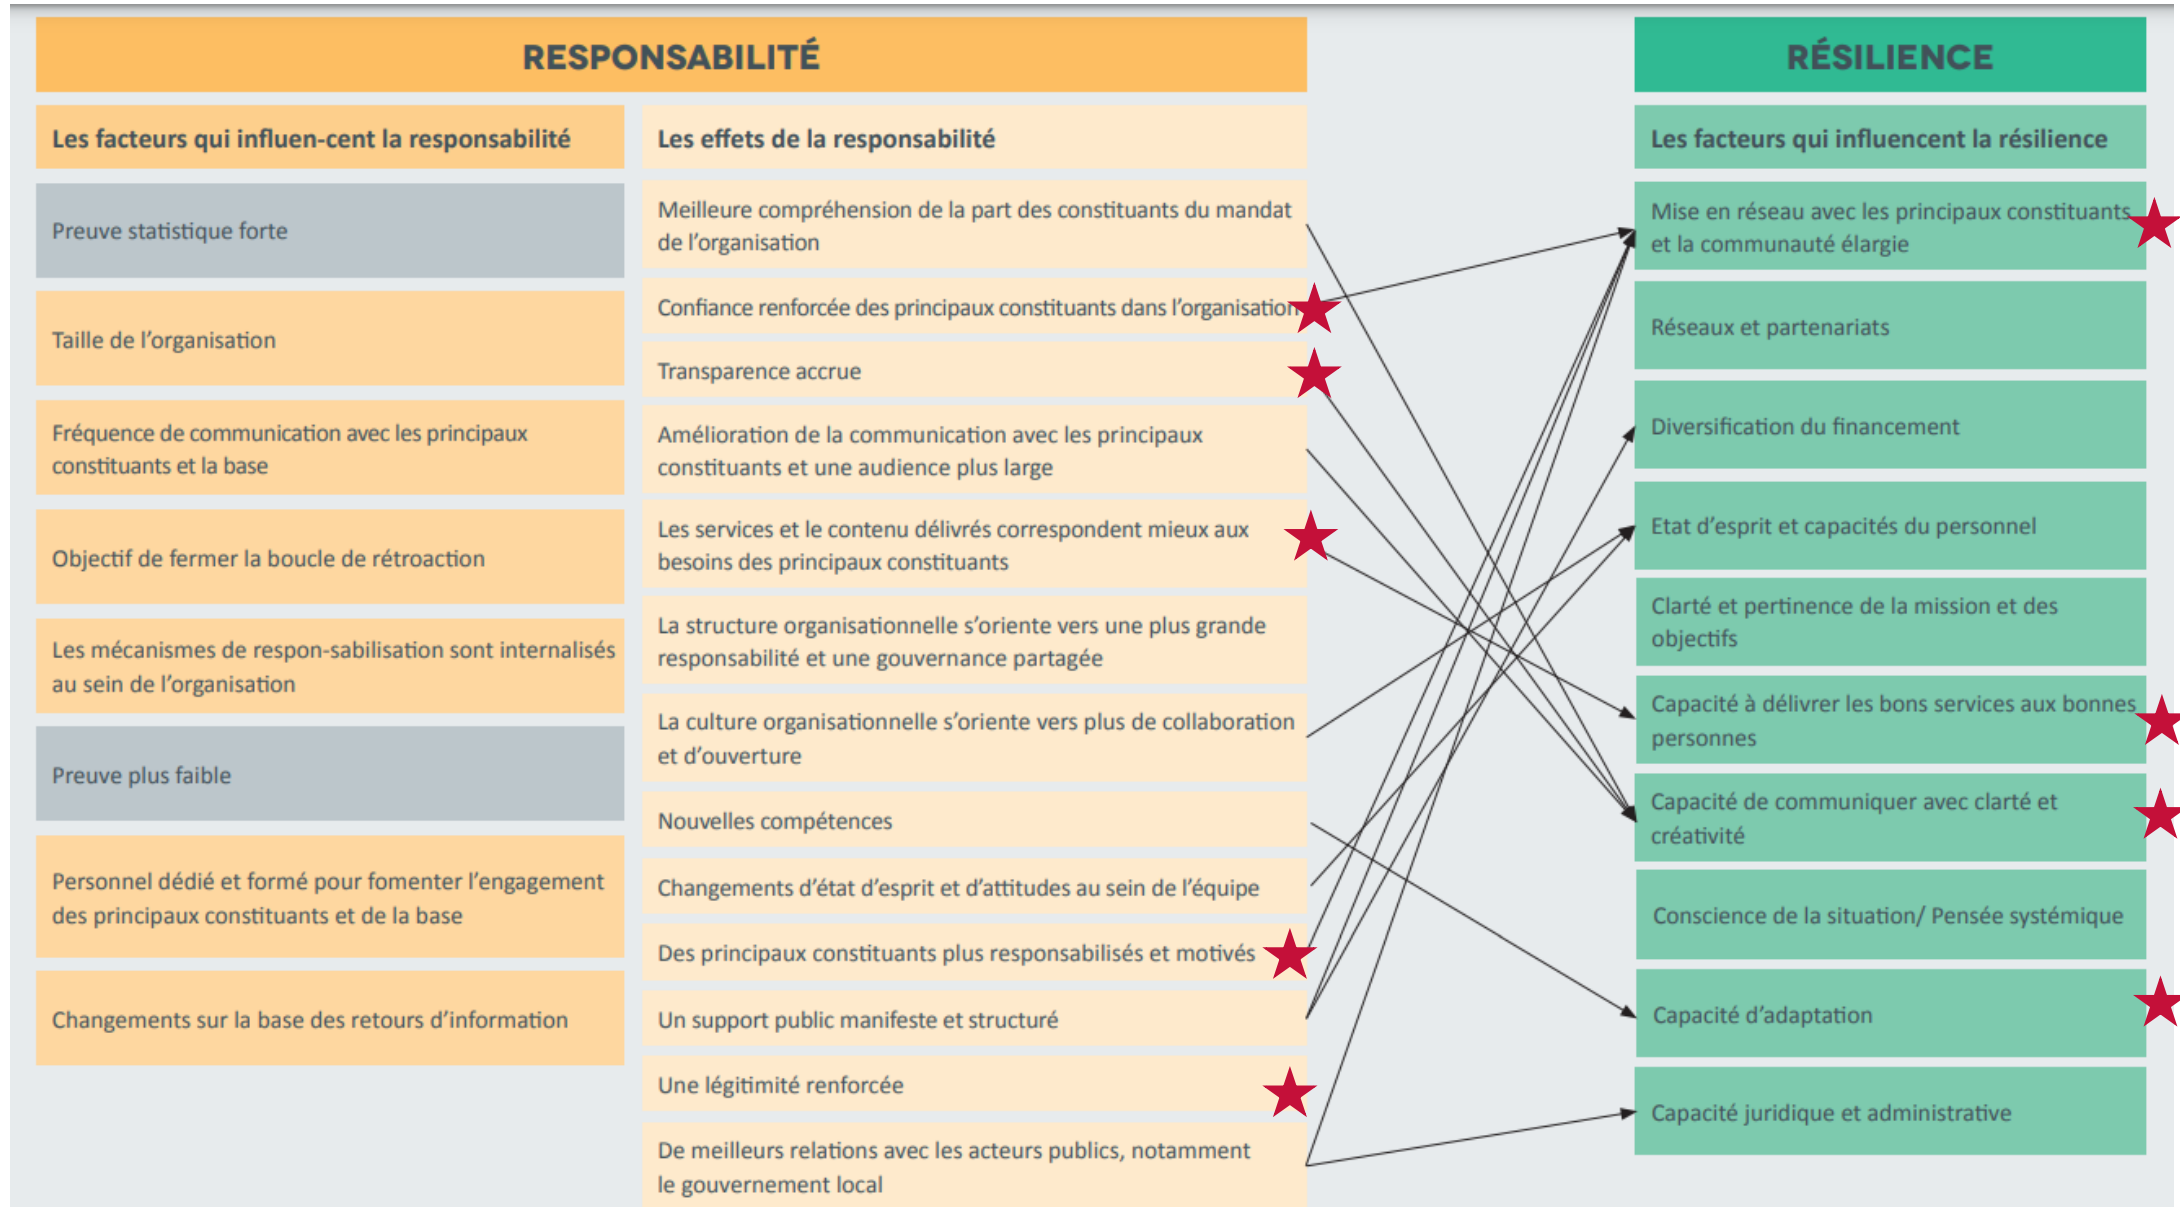 RESPONSABILITÉ
Les facteurs qui influen-cent la responsabilité
Preuve statistique forte
Taille de l'organisation
Fréquence de communication avec les principaux
constituants et la base
Objectif de fermer la boucle de rétroaction
Les mécanismes de respon-sabilisation sont internalisés
au sein de l'organisation
Preuve plus faible
Personnel dédié et formé pour fomenter l'engagement
des principaux constituants et de la base
Changements sur la base des retours d'information
Les effets de la responsabilité
Meilleure compréhension de la part des constituants du mandat
de l'organisation
Confiance renforcée des principaux constituants dans l'organisation
Transparence accrue
Amélioration de la communication avec les principaux
constituants et une audience plus large
Les services et le contenu délivrés correspondent mieux aux
besoins des principaux constituants
La structure organisationnelle s'oriente vers une plus grande
responsabilité et une gouvernance partagée
La culture organisationnelle s'oriente vers plus de collaboration
et d'ouverture
Nouvelles compétences
Changements d'état d'esprit et d'attitudes au sein de l'équipe
Des principaux constituants plus responsabilisés et motivés
Un support public manifeste et structuré
Une légitimité renforcée
De meilleurs relations avec les acteurs publics, notamment
le gouvernement local
RÉSILIENCE
Les facteurs qui influencent la résilience
Mise en réseau avec les principaux constituants
et la communauté élargie
Réseaux et partenariats
Diversification du financement
Etat d'esprit et capacités du personnel
Clarté et pertinence de la mission et des
objectifs
Capacité à délivrer les bons services aux bonnes
personnes
Capacité de communiquer avec clarté et
créativité
Conscience de la situation/ Pensée systémique
Capacité d'adaptation
Capacité juridique et administrative